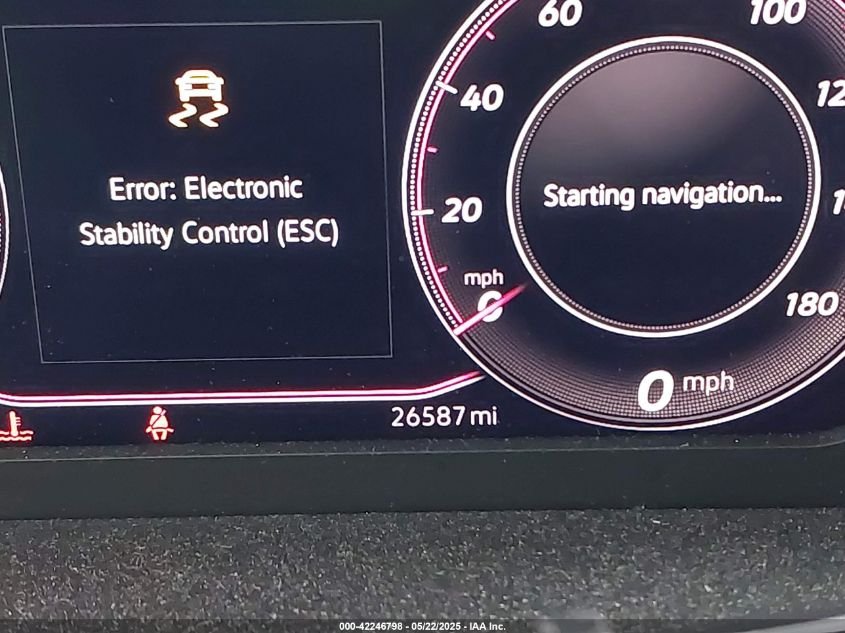 60
100
40
Error: Electronic
Stability Control (ESC)
Starting navigation...
20
mph
0
180
0 mph
26587 mi
000-42246798 - 05/22/2025 - IAA Inc.